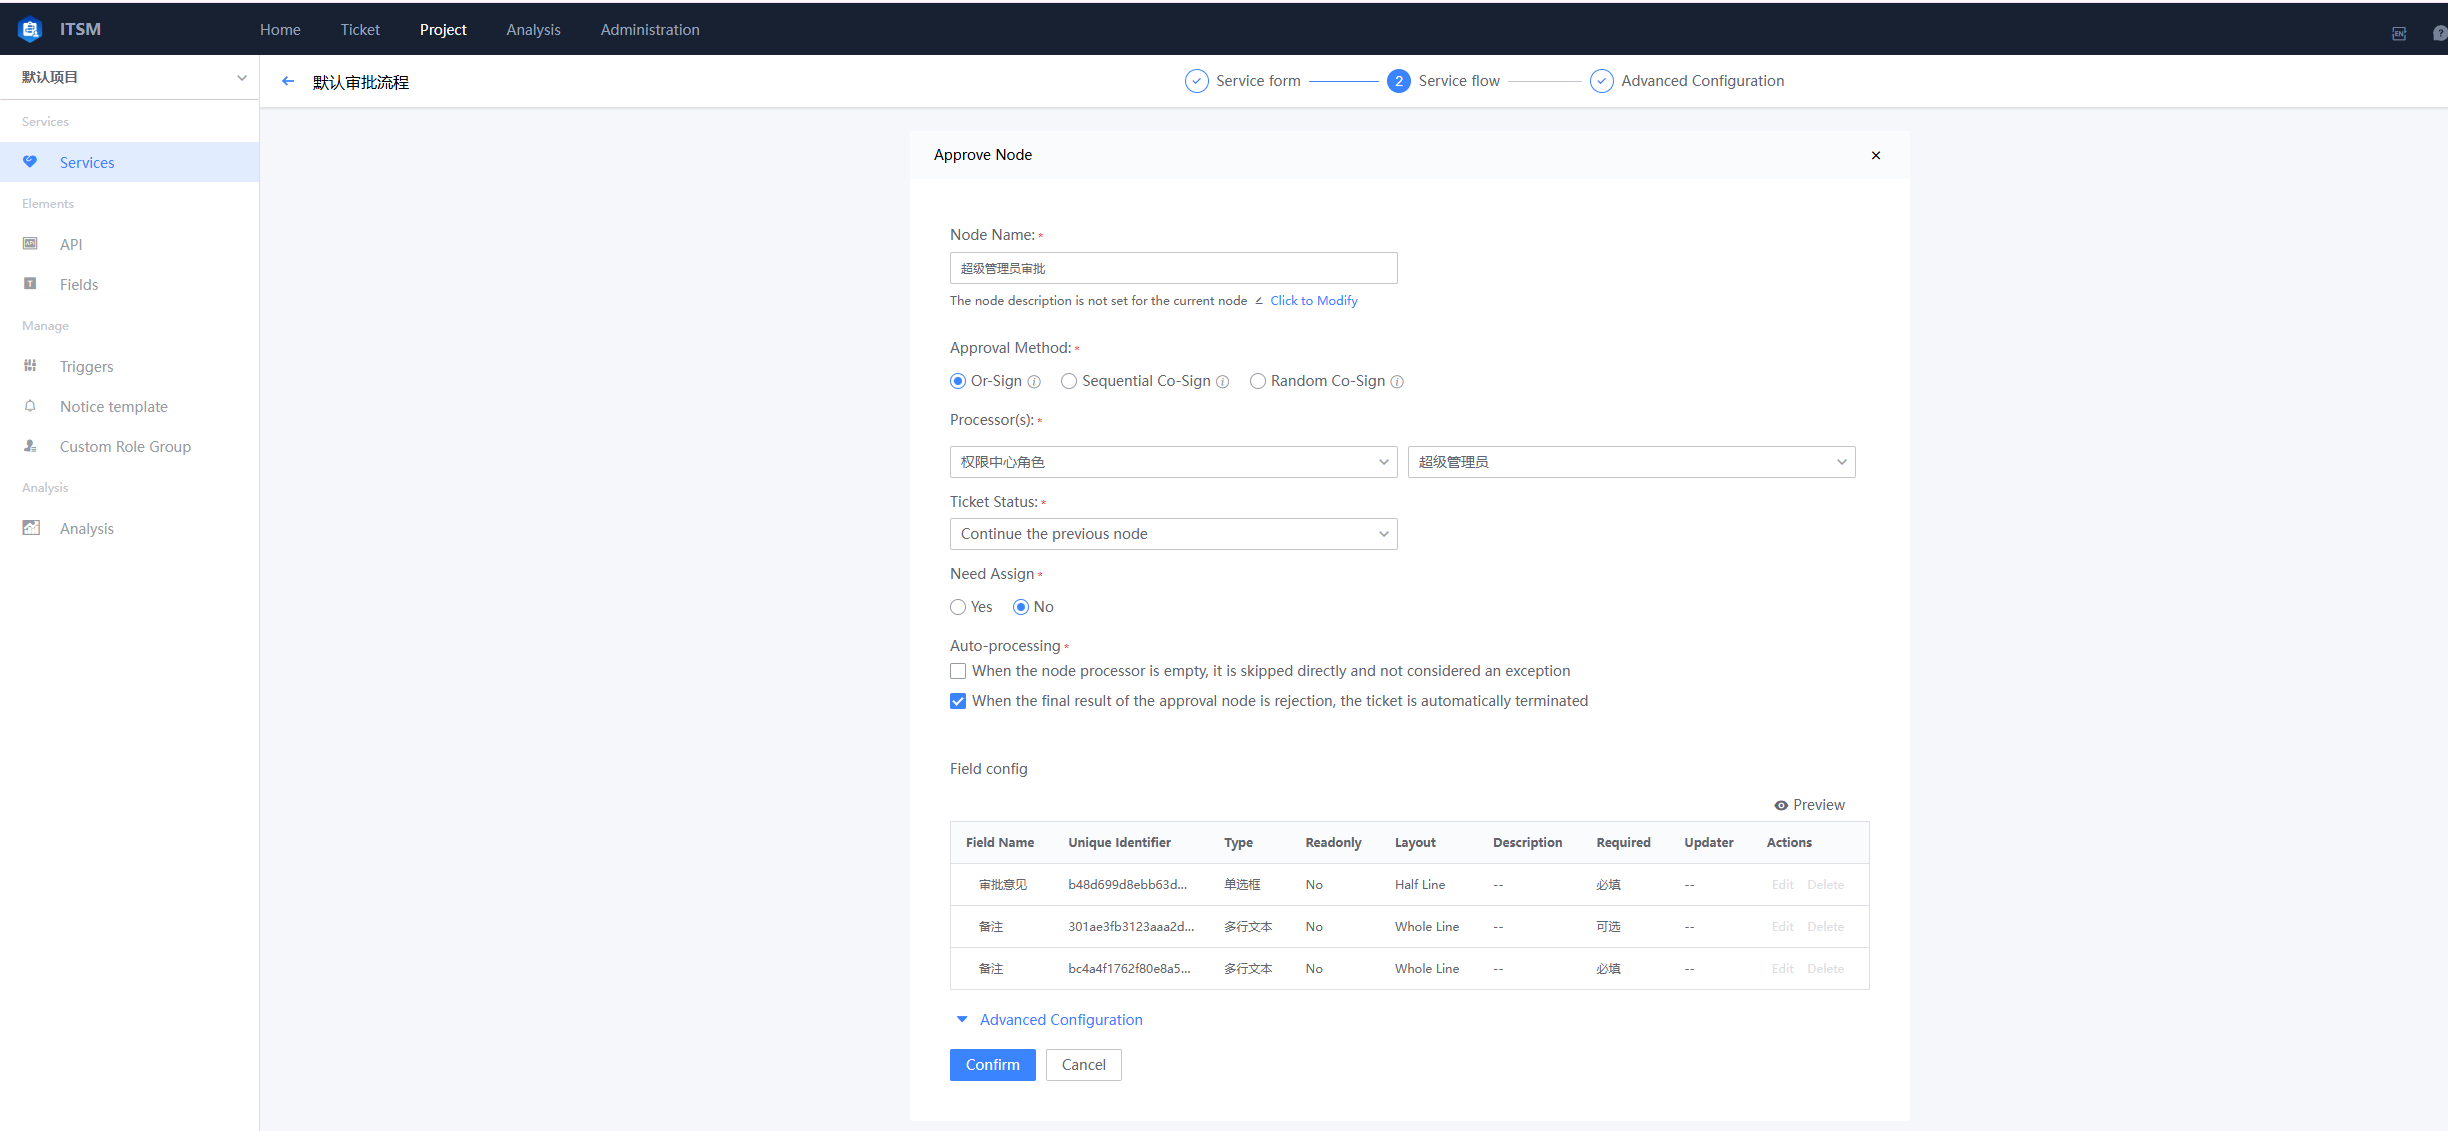 ITSM Home Ticket Project Analysis Administration EN ?
默认项目
默认审批流程
Service form 2 Service flow Advanced Configuration
Services
Services
Elements
API
Fields
Manage
Triggers
Notice template
Custom Role Group
Analysis
Analysis
Approve Node ×
Node Name: *
超级管理员审批
The node description is not set for the current node Click to Modify
Approval Method: *
Or-Sign Sequential Co-Sign Random Co-Sign
Processor(s): *
权限中心角色 超级管理员
Ticket Status: *
Continue the previous node
Need Assign *
Yes No
Auto-processing *
When the node processor is empty, it is skipped directly and not considered an exception
When the final result of the approval node is rejection, the ticket is automatically terminated
Field config
Preview
Field Name Unique Identifier Type Readonly Layout Description Required Updater Actions
审批意见 b48d699d8ebb63d... 单选框 No Half Line -- 必填 -- Edit Delete
备注 301ae3fb3123aaa2d... 多行文本 No Whole Line -- 可选 -- Edit Delete
备注 bc4a4f1762f80e8a5... 多行文本 No Whole Line -- 必填 -- Edit Delete
Advanced Configuration
Confirm Cancel